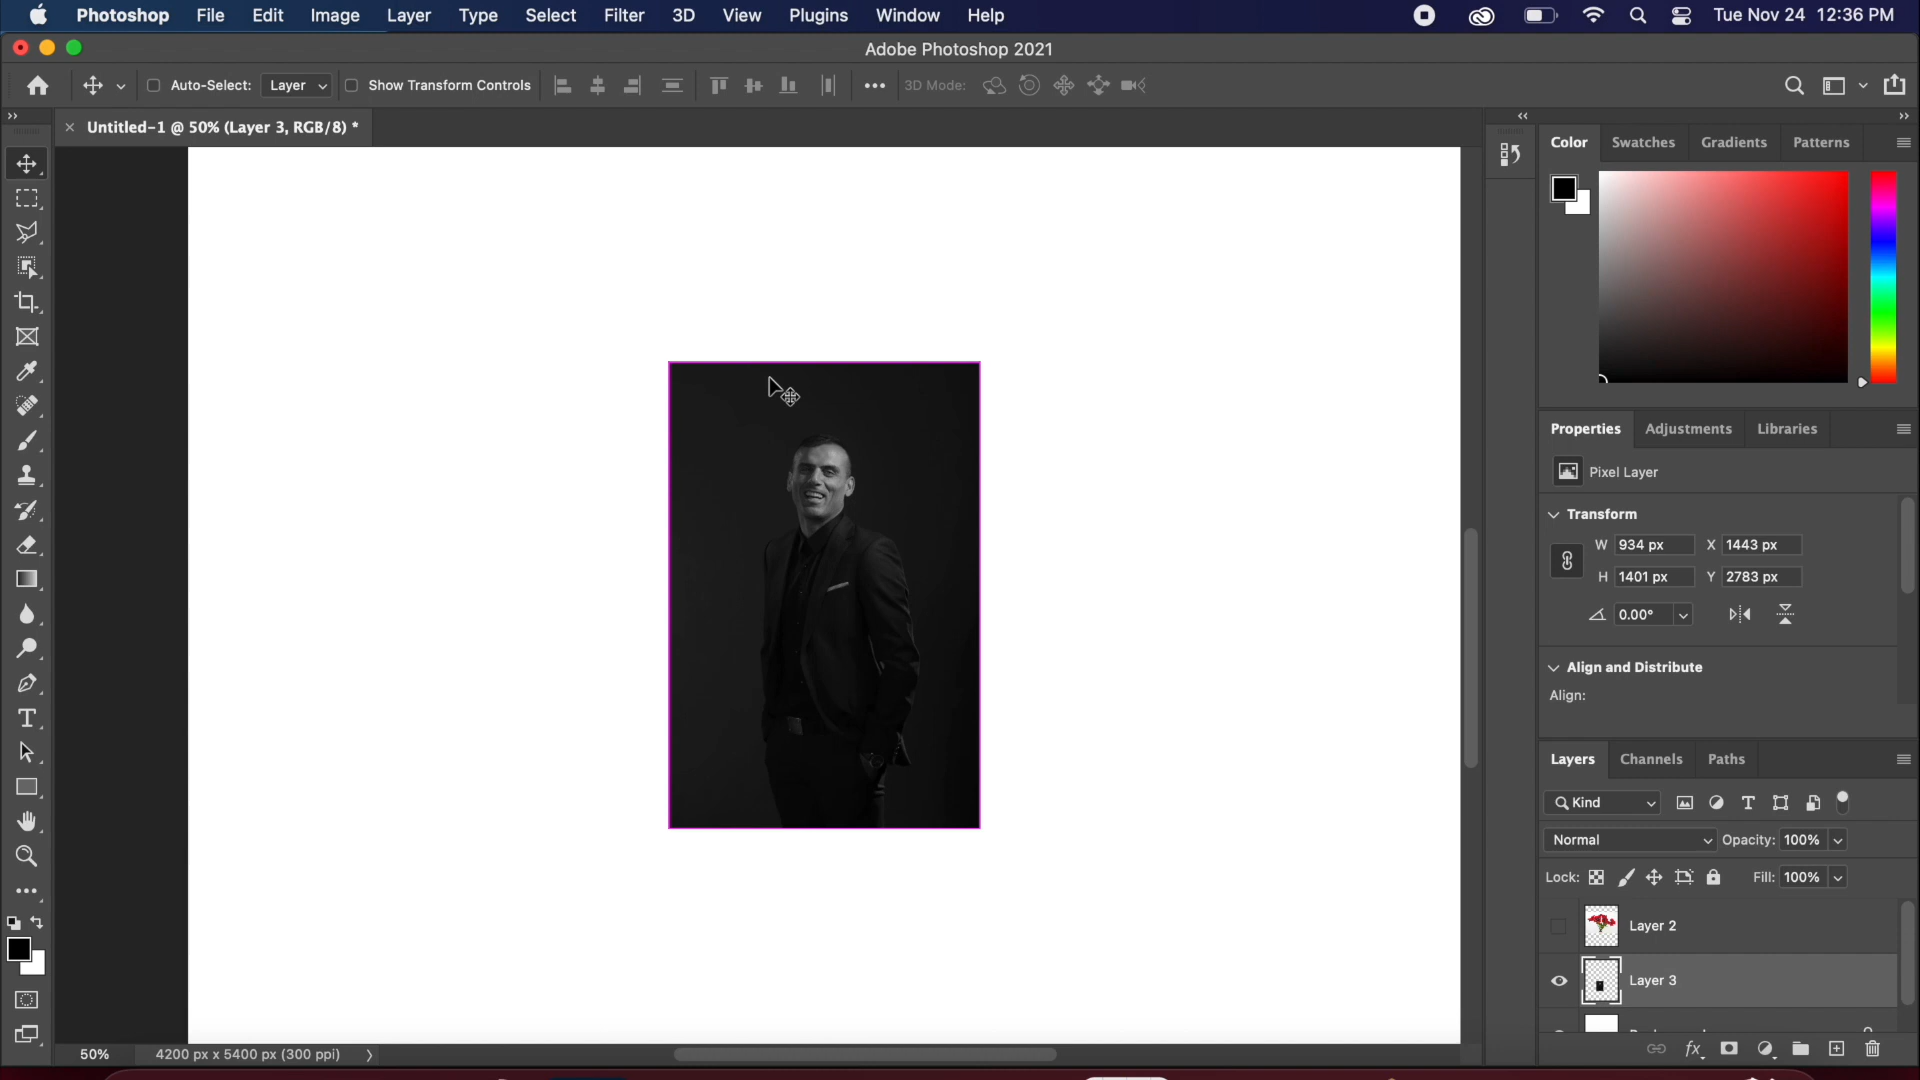 Photoshop File Edit Image Layer Type Select Filter 3D View Plugins Window Help Tue Nov 24 12:36 PM
Adobe Photoshop 2021
Auto-Select: Layer Show Transform Controls 3D Mode:
Untitled-1 @ 50% (Layer 3, RGB/8) *
Color Swatches Gradients Patterns
Properties Adjustments Libraries
Pixel Layer
Transform
W 934 px X 1443 px
H 1401 px Y 2783 px
0.00°
Align and Distribute
Align:
Layers Channels Paths
Kind
Normal Opacity: 100%
Lock: Fill: 100%
Layer 2
Layer 3
50% 4200 px x 5400 px (300 ppi)